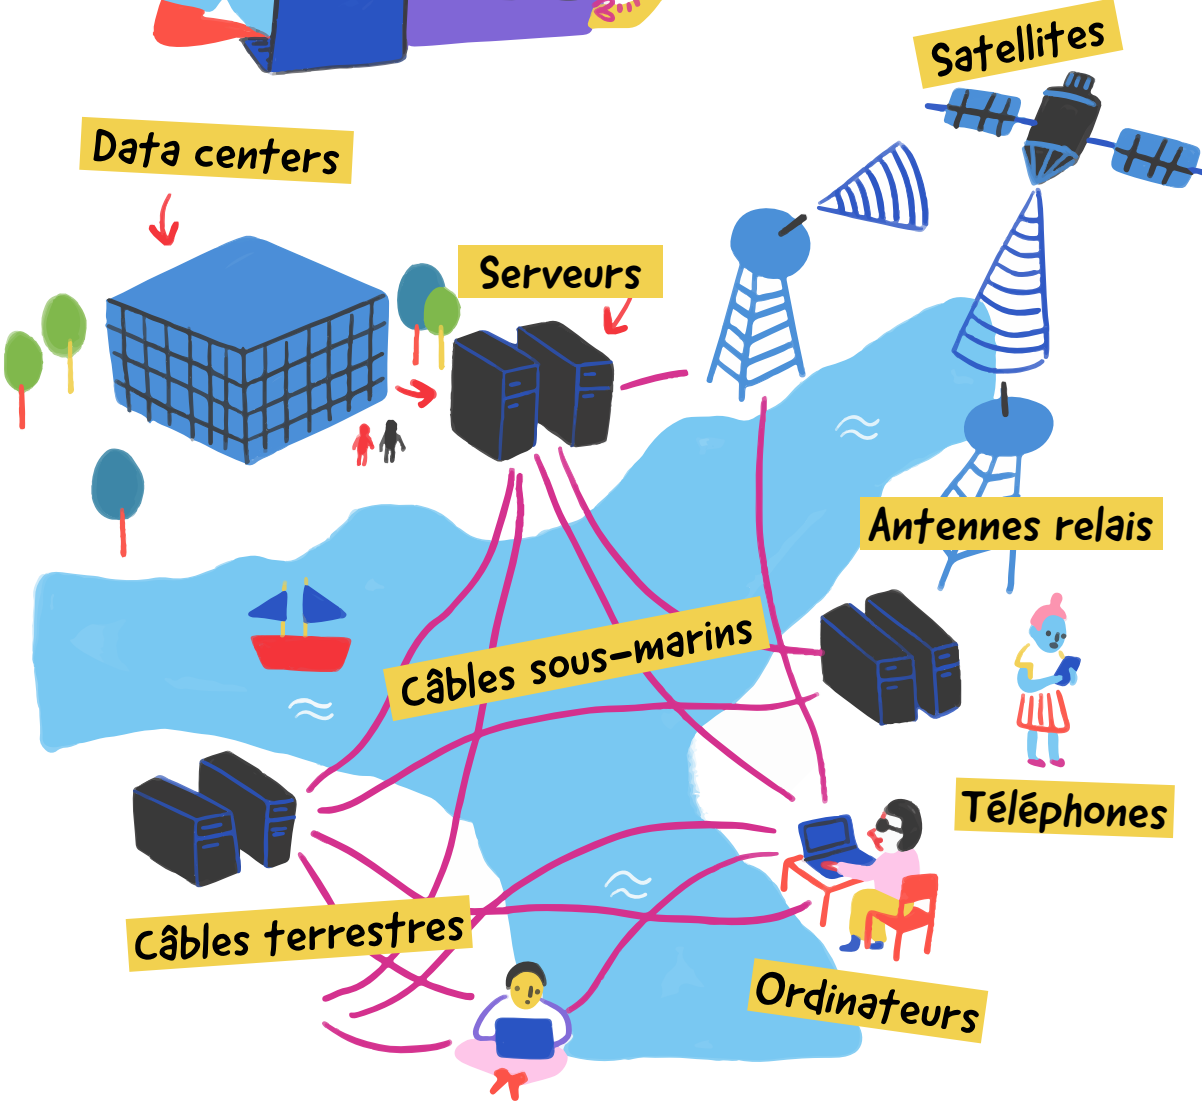 Satellites
Data centers
Serveurs
Antennes relais
Câbles sous-marins
Téléphones
Câbles terrestres
Ordinateurs